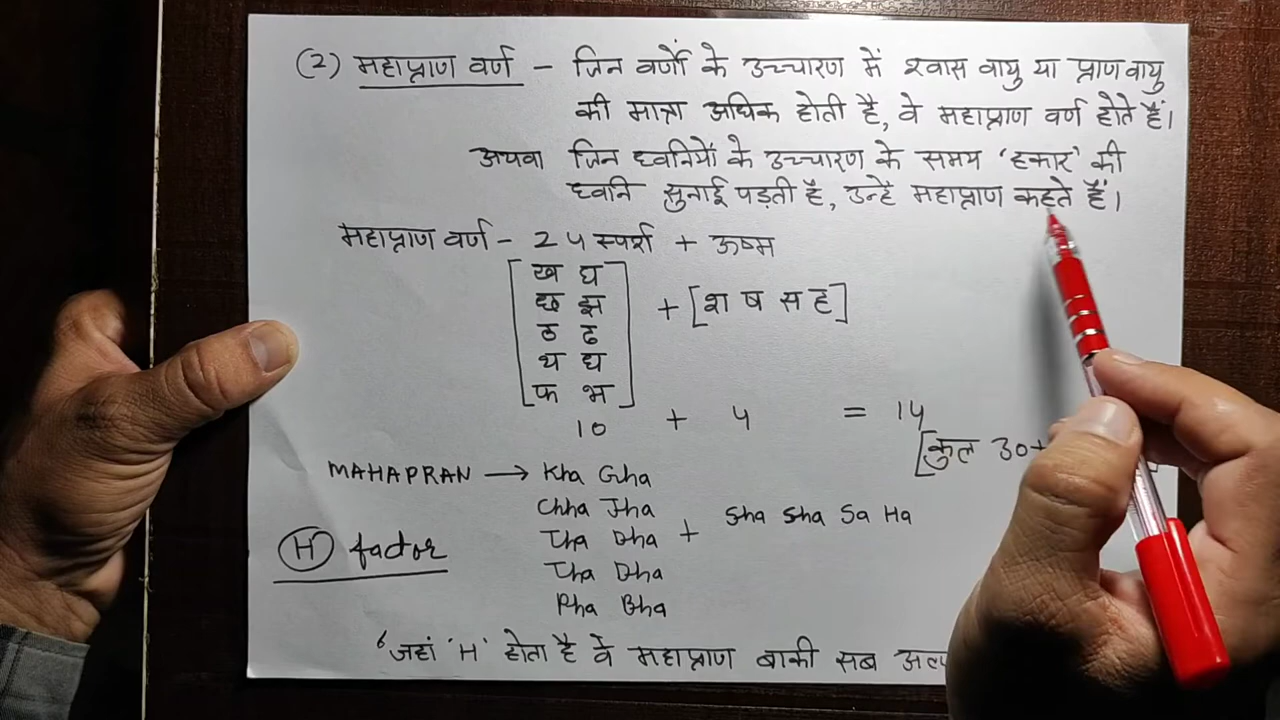 (2) महाप्राण वर्ण – जिन वर्णों के उच्चारण में श्वास वायु या प्राण वायु
की मात्रा अधिक होती है, वे महाप्राण वर्ण होते हैं।
अथवा जिन ध्वनियों के उच्चारण के समय 'हकार' की
ध्वनि सुनाई पड़ती है, उन्हें महाप्राण कहते हैं।
महाप्राण वर्ण – 24 स्पर्श + ऊष्म
[ख घ
छ झ
ठ ढ
थ ध
फ भ] + [श ष स ह]
10 + 4 = 14
[कुल 30+
MAHAPRAN → Kha Gha
Chha Jha
Tha Dha + Sha Sha Sa Ha
Tha Dha
Pha Bha
(H) factor
'जहां 'H' होता है वे महाप्राण बाकी सब